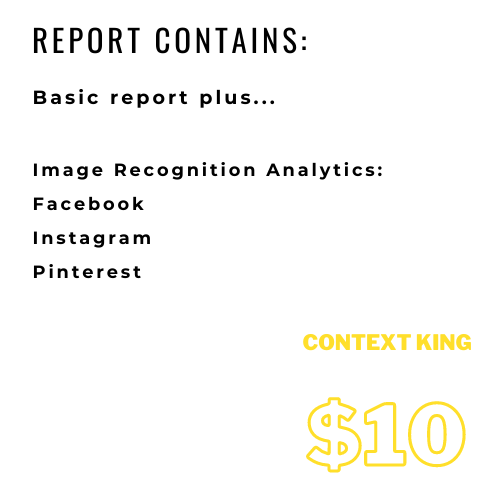 REPORT CONTAINS:
Basic report plus...
Image Recognition Analytics:
Facebook
Instagram
Pinterest
CONTEXT KING
$10